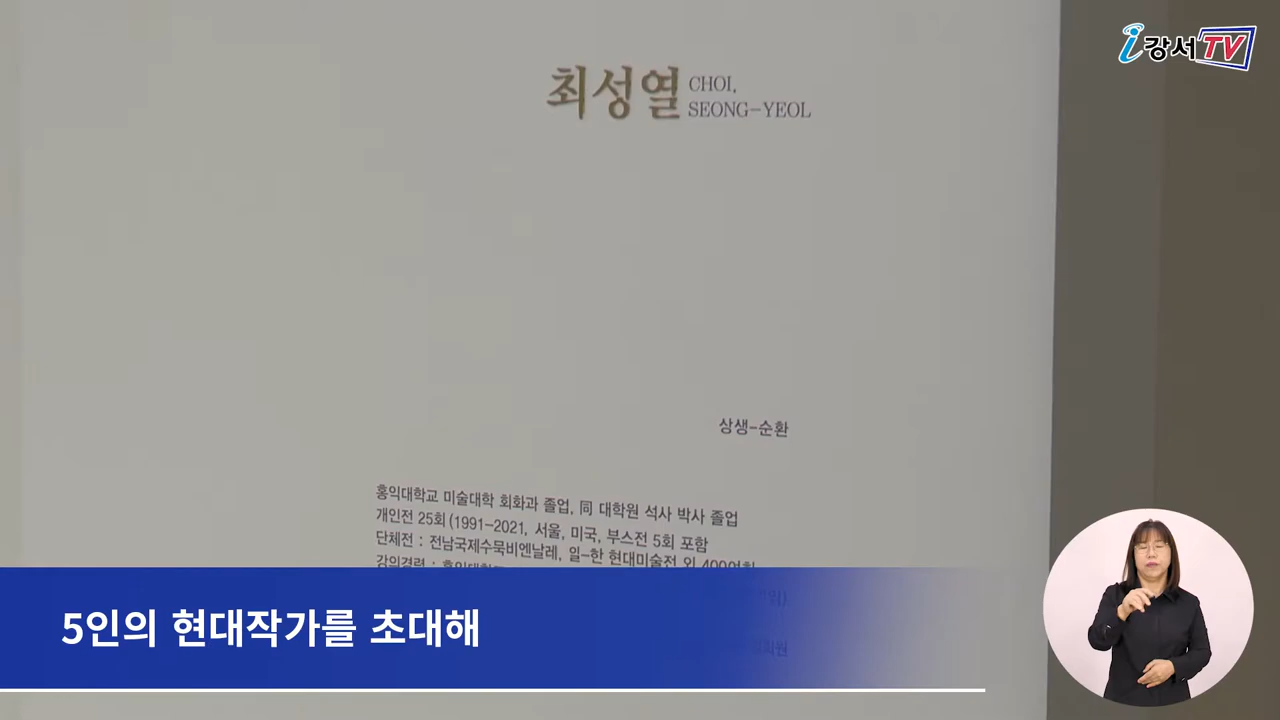 i강서TV
최성열 CHOI,
SEONG-YEOL
상생-순환
홍익대학교 미술대학 회화과 졸업, 同 대학원 석사 박사 졸업
개인전 25회(1991-2021, 서울, 미국, 부스전 5회 포함
단체전 : 전남국제수묵비엔날레, 일-한 현대미술전 외 400여회
강의경력 :
5인의 현대작가를 초대해